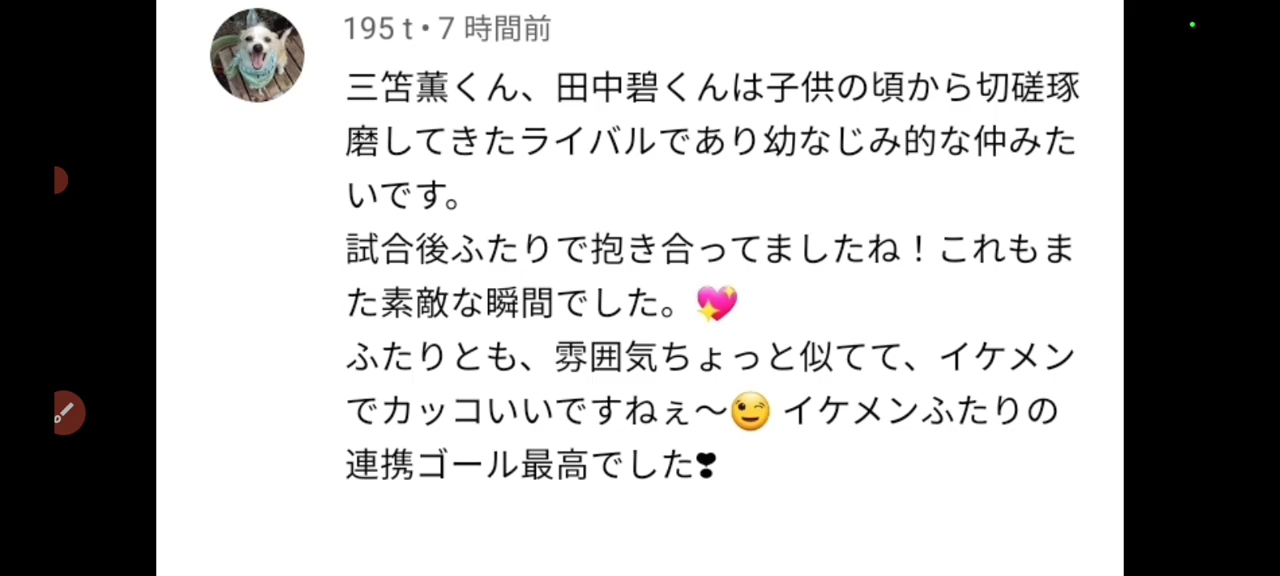 195 t • 7 時間前
三笘薫くん、田中碧くんは子供の頃から切磋琢
磨してきたライバルであり幼なじみ的な仲みた
いです。
試合後ふたりで抱き合ってましたね！これもま
た素敵な瞬間でした。💖
ふたりとも、雰囲気ちょっと似てて、イケメン
でカッコいいですねぇ〜😉 イケメンふたりの
連携ゴール最高でした❣